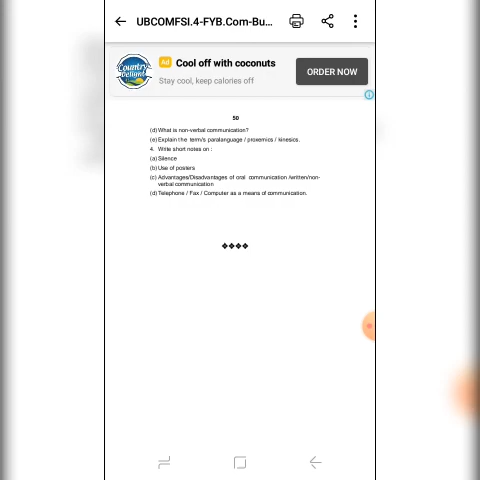 UBCOMFSI.4-FYB.Com-Bu...
Country Delight
Ad Cool off with coconuts
Stay cool, keep calories off
ORDER NOW
50
(d) What is non-verbal communication?
(e) Explain the term/s paralanguage / proxemics / kinesics.
4. Write short notes on :
(a) Silence
(b) Use of posters
(c) Advantages/Disadvantages of oral communication /written/non-
verbal communication
(d) Telephone / Fax / Computer as a means of communication.